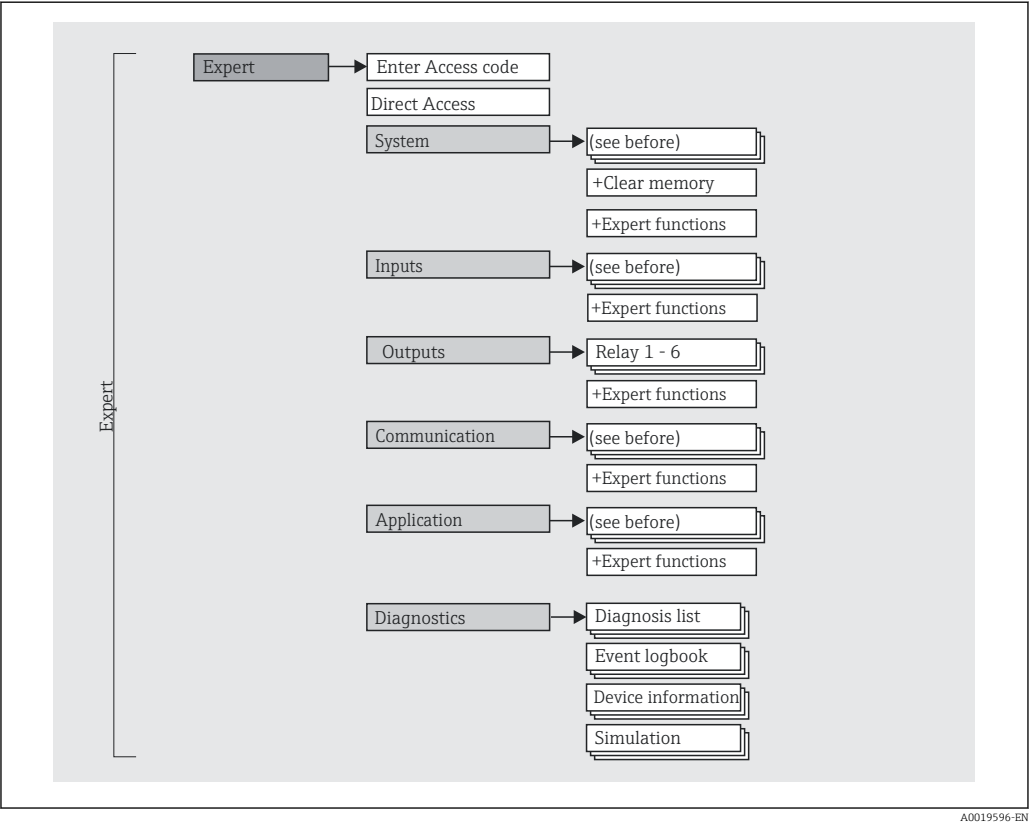 Expert
Enter Access code
Direct Access
System
(see before)
+Clear memory
+Expert functions
Inputs
(see before)
+Expert functions
Outputs
Relay 1 - 6
+Expert functions
Expert
Communication
(see before)
+Expert functions
Application
(see before)
+Expert functions
Diagnostics
Diagnosis list
Event logbook
Device information
Simulation
A0019596-EN